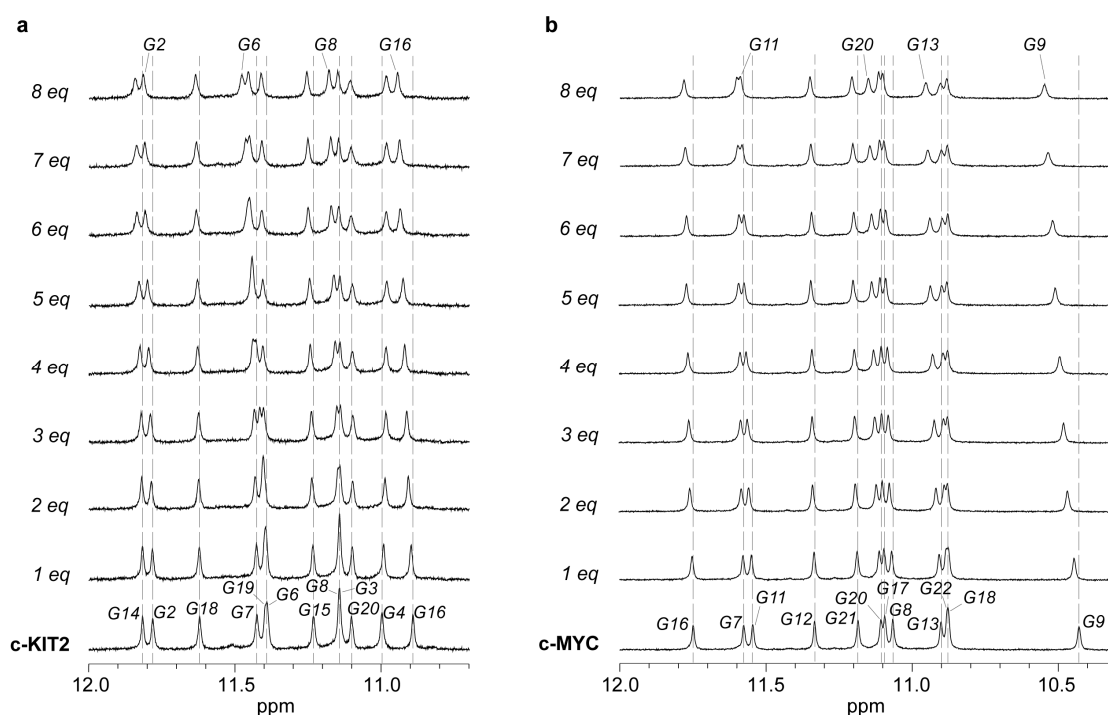 a
G2 G6 G8 G16
8 eq
7 eq
6 eq
5 eq
4 eq
3 eq
2 eq
1 eq
G19 G6 G8 G3
G14 G2 G18 G7 G15 G20 G4 G16
c-KIT2
12.0 11.5 11.0
ppm
b
G11 G20 G13 G9
8 eq
7 eq
6 eq
5 eq
4 eq
3 eq
2 eq
1 eq
G11 G20 G17 G22
G16 G7 G12 G21 G8 G13 G18 G9
c-MYC
12.0 11.5 11.0 10.5
ppm